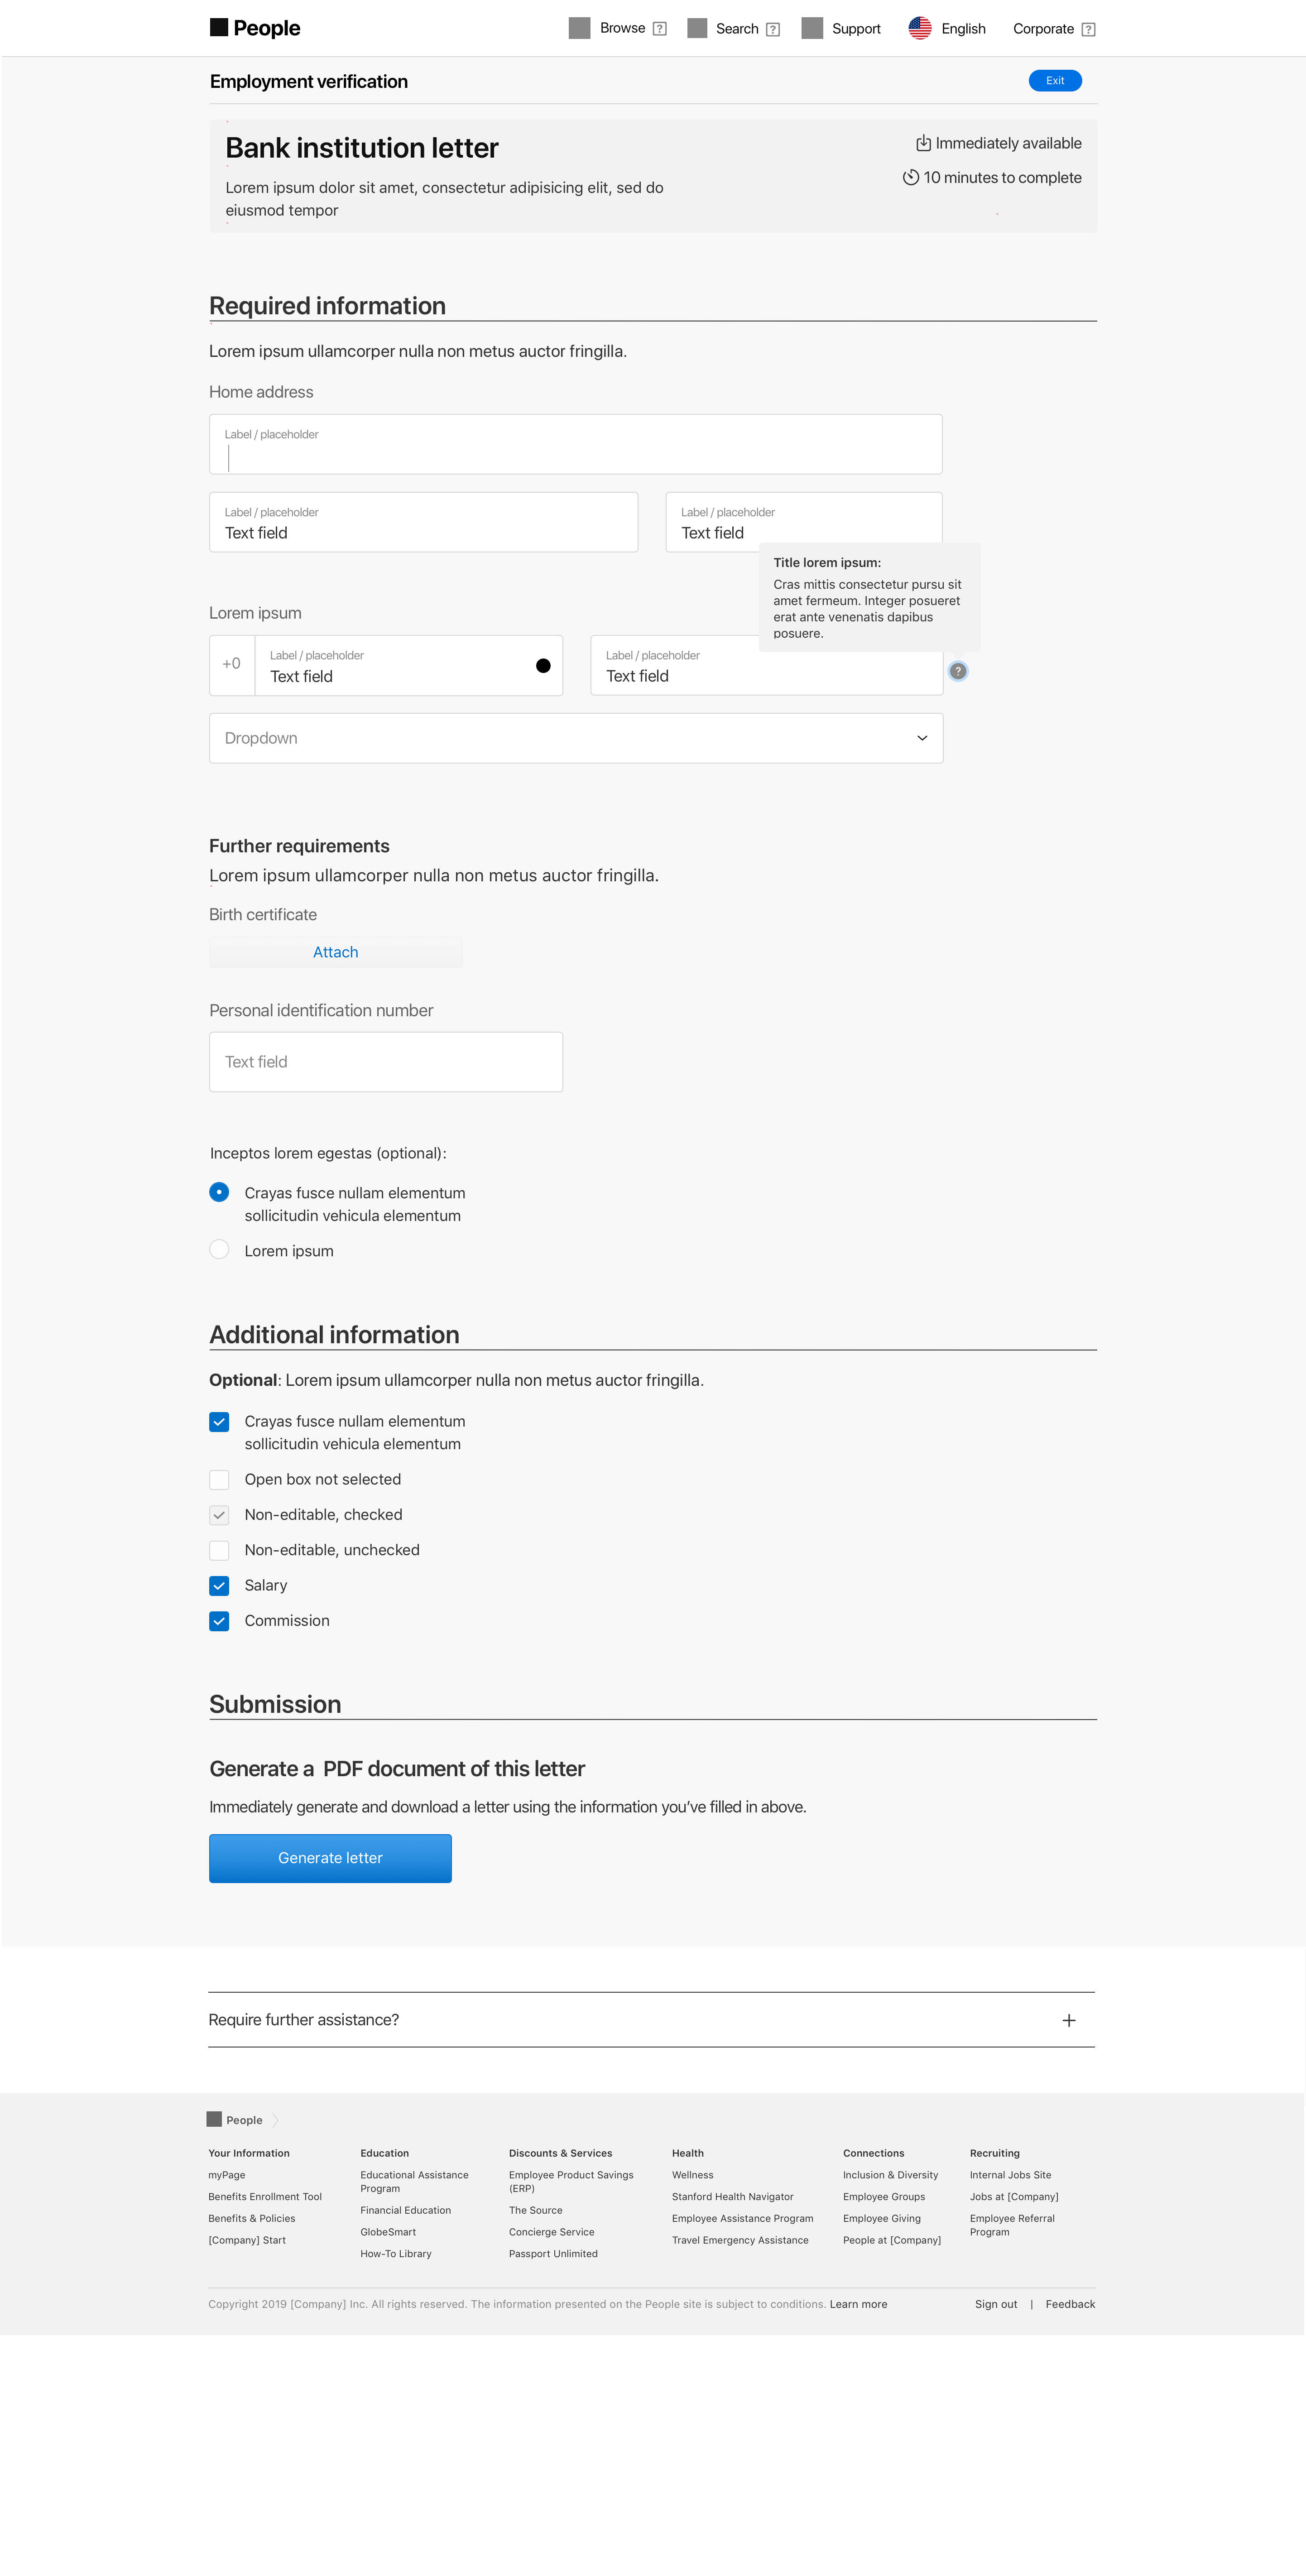 People
Browse ?
Search ?
Support
English
Corporate ?
Employment verification
Exit
Bank institution letter
Lorem ipsum dolor sit amet, consectetur adipisicing elit, sed do
eiusmod tempor
Immediately available
10 minutes to complete
Required information
Lorem ipsum ullamcorper nulla non metus auctor fringilla.
Home address
Label / placeholder
Label / placeholder
Text field
Label / placeholder
Text field
Title lorem ipsum:
Cras mittis consectetur pursu sit
amet fermeum. Integer posueret
erat ante venenatis dapibus
posuere.
Lorem ipsum
+0
Label / placeholder
Text field
Label / placeholder
Text field
?
Dropdown
Further requirements
Lorem ipsum ullamcorper nulla non metus auctor fringilla.
Birth certificate
Attach
Personal identification number
Text field
Inceptos lorem egestas (optional):
Crayas fusce nullam elementum
sollicitudin vehicula elementum
Lorem ipsum
Additional information
Optional: Lorem ipsum ullamcorper nulla non metus auctor fringilla.
Crayas fusce nullam elementum
sollicitudin vehicula elementum
Open box not selected
Non-editable, checked
Non-editable, unchecked
Salary
Commission
Submission
Generate a  PDF document of this letter
Immediately generate and download a letter using the information you’ve filled in above.
Generate letter
Require further assistance?
People
Your Information
myPage
Benefits Enrollment Tool
Benefits & Policies
[Company] Start
Education
Educational Assistance
Program
Financial Education
GlobeSmart
How-To Library
Discounts & Services
Employee Product Savings
(ERP)
The Source
Concierge Service
Passport Unlimited
Health
Wellness
Stanford Health Navigator
Employee Assistance Program
Travel Emergency Assistance
Connections
Inclusion & Diversity
Employee Groups
Employee Giving
People at [Company]
Recruiting
Internal Jobs Site
Jobs at [Company]
Employee Referral
Program
Copyright 2019 [Company] Inc. All rights reserved. The information presented on the People site is subject to conditions. Learn more
Sign out | Feedback